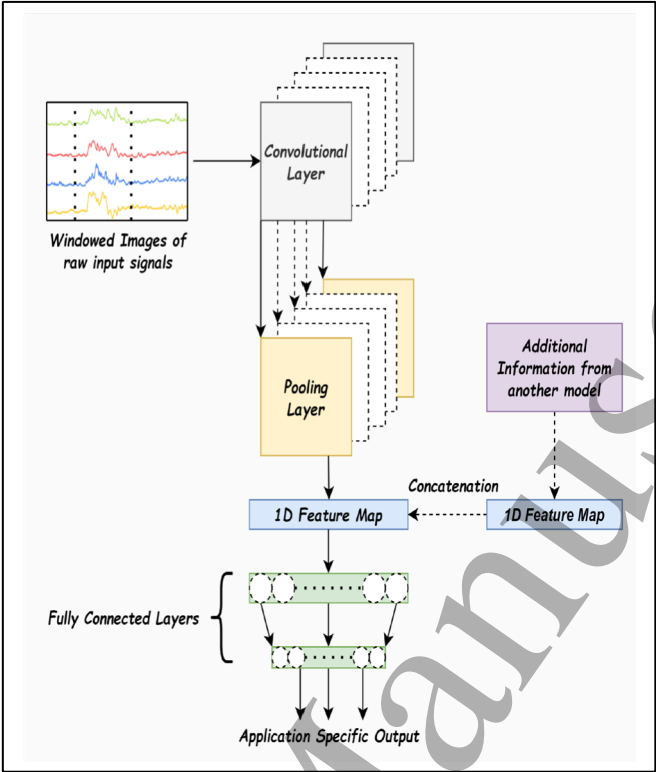 Convolutional
Layer
Windowed Images of
raw input signals
Pooling
Layer
Additional
Information from
another model
Concatenation
1D Feature Map
1D Feature Map
Fully Connected Layers
Application Specific Output
Manus